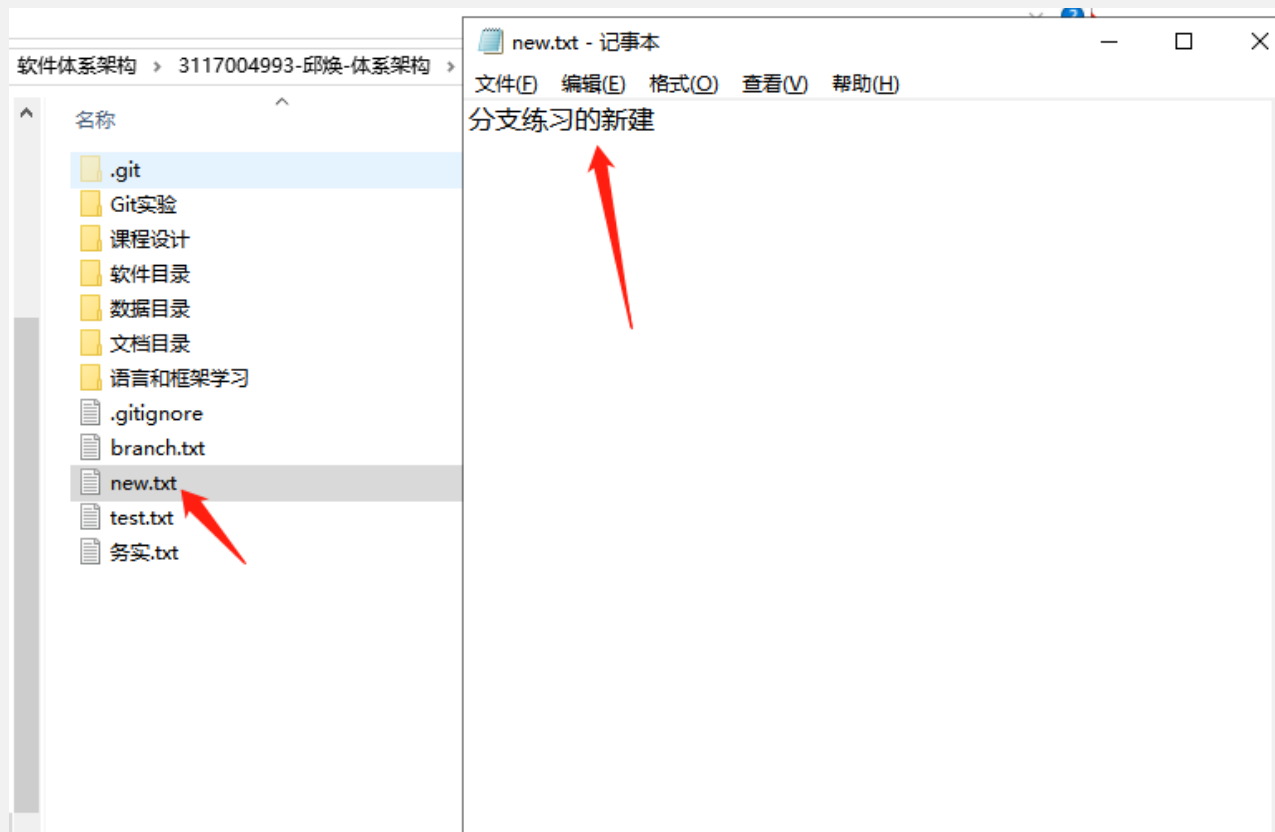 软件体系架构 › 3117004993-邱焕-体系架构 ›
名称
.git
Git实验
课程设计
软件目录
数据目录
文档目录
语言和框架学习
.gitignore
branch.txt
new.txt
test.txt
务实.txt
?
new.txt - 记事本
文件(F) 编辑(E) 格式(O) 查看(V) 帮助(H)
分支练习的新建